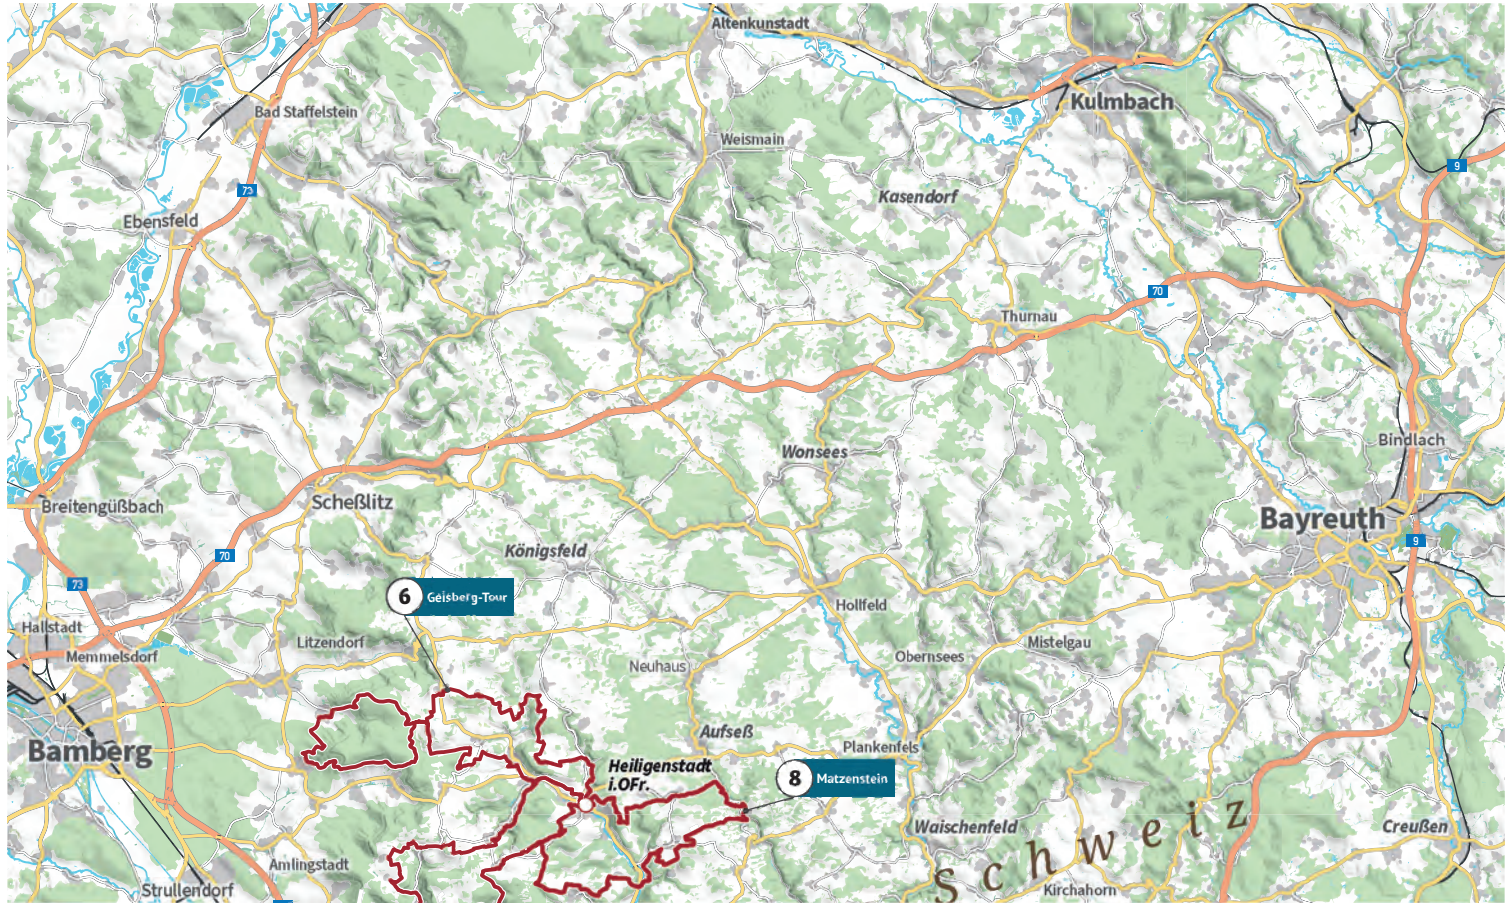 Altenkunstadt
Kulmbach
Bad Staffelstein
Weismain
9
73
Kasendorf
Ebensfeld
70
Thurnau
Bindlach
Wonsees
Breitengüßbach
Scheßlitz
Bayreuth
9
70
Königsfeld
73
6 Geisberg-Tour
Hollfeld
Hallstadt
Litzendorf
Mistelgau
Memmelsdorf
Neuhaus
Obernsees
Aufseß
Bamberg
Plankenfels
Heiligenstadt
i.OFr.
8 Matzenstein
Schweiz
Waischenfeld
Creußen
Amlingstadt
Strullendorf
Kirchahorn